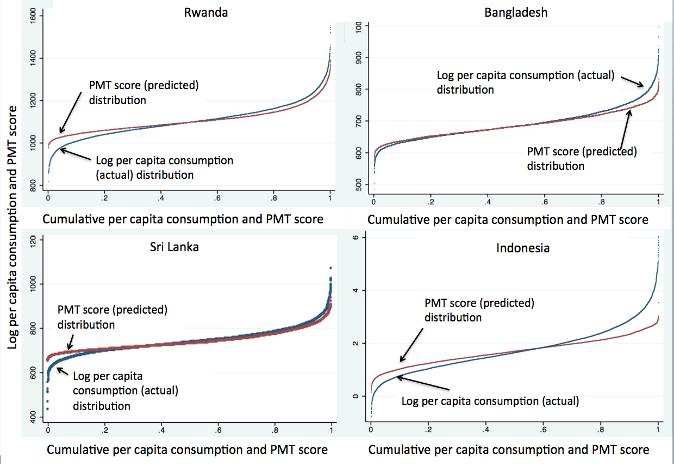 Rwanda
Bangladesh
Log per capita consumption and PMT score
1600
1400
1200
1000
800
PMT score (predicted)
distribution
Log per capita consumption
(actual) distribution
0
.2
.4
.6
.8
1
Cumulative per capita consumption and PMT score
900
800
700
600
500
Log per capita consumption (actual)
distribution
PMT score (predicted)
distribution
0
.2
.4
.6
.8
1
Cumulative per capita consumption and PMT score
Sri Lanka
Indonesia
800
600
400
PMT score (predicted)
distribution
Log per capita
consumption (actual)
distribution
0
.2
.4
.6
.8
1
Cumulative per capita consumption and PMT score
6
4
2
0
PMT score (predicted)
distribution
Log per capita consumption (actual)
0
.2
.4
.6
.8
1
Cumulative per capita consumption and PMT score